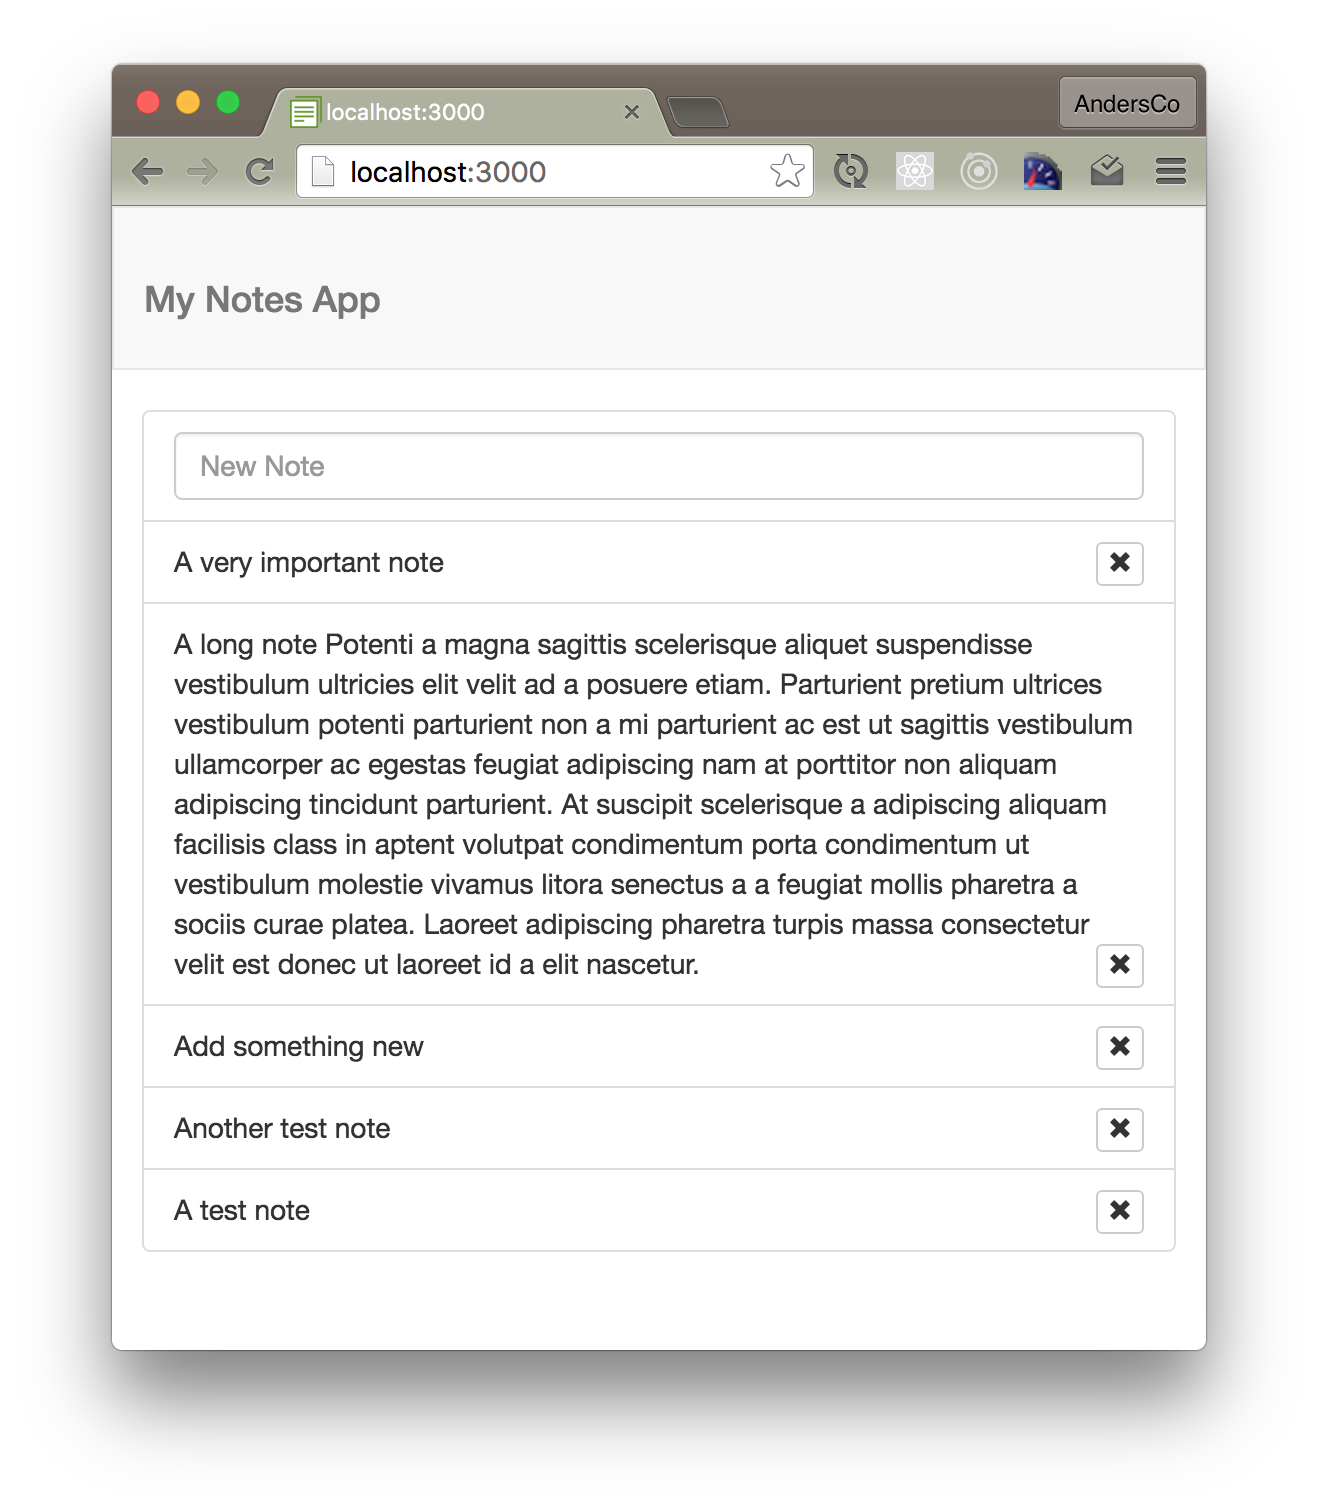 localhost:3000
AndersCo
localhost:3000
My Notes App
New Note
A very important note
A long note Potenti a magna sagittis scelerisque aliquet suspendisse
vestibulum ultricies elit velit ad a posuere etiam. Parturient pretium ultrices
vestibulum potenti parturient non a mi parturient ac est ut sagittis vestibulum
ullamcorper ac egestas feugiat adipiscing nam at porttitor non aliquam
adipiscing tincidunt parturient. At suscipit scelerisque a adipiscing aliquam
facilisis class in aptent volutpat condimentum porta condimentum ut
vestibulum molestie vivamus litora senectus a a feugiat mollis pharetra a
sociis curae platea. Laoreet adipiscing pharetra turpis massa consectetur
velit est donec ut laoreet id a elit nascetur.
Add something new
Another test note
A test note